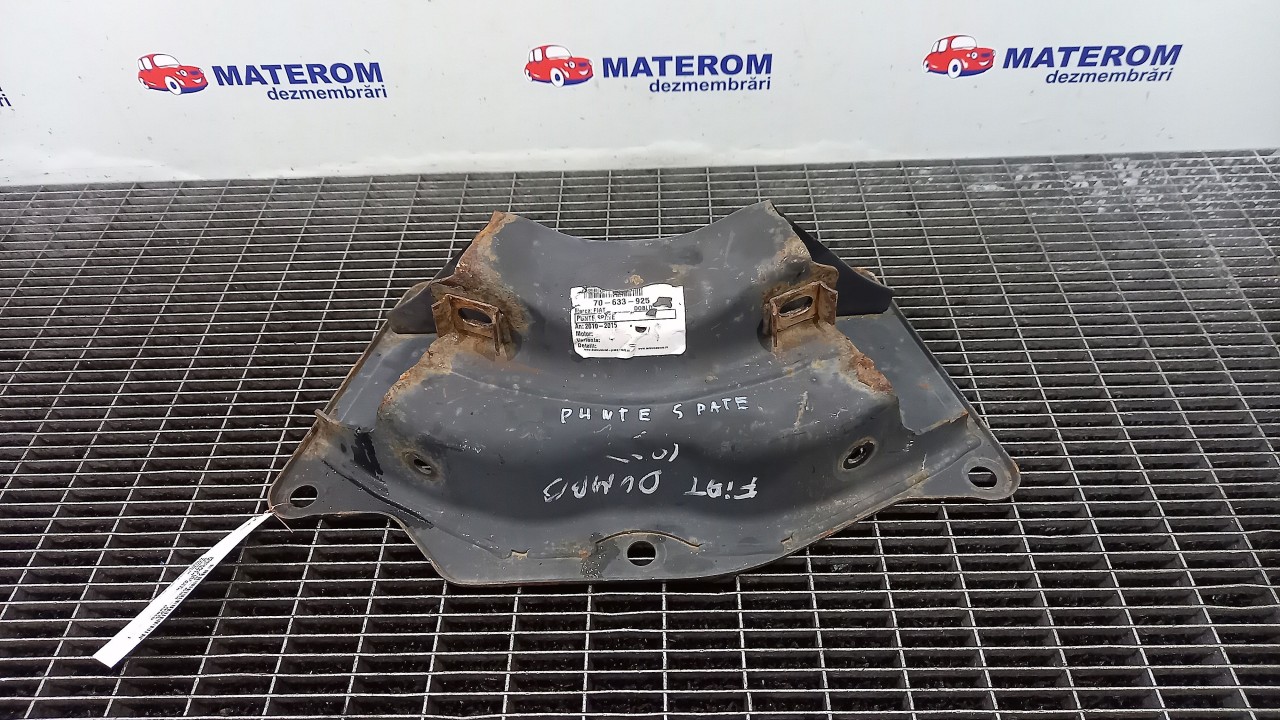 MATEROM
dezmembrări
MATEROM
dezmembrări
MATEROM
dezmembrări
70-633-925
Marca: FIAT
DOBLO
PUNTE SPATE
An: 2010-2015
Motor:
Varianta:
Detalii:
PUNTE SPATE
FiAT